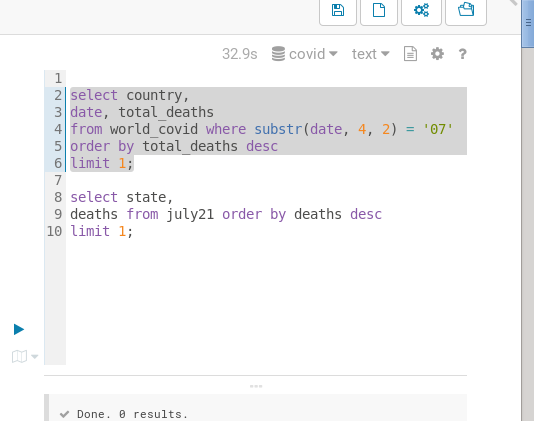 32.9s covid text ?
1
2 select country,
3 date, total_deaths
4 from world_covid where substr(date, 4, 2) = '07'
5 order by total_deaths desc
6 limit 1;
7
8 select state,
9 deaths from july21 order by deaths desc
10 limit 1;
Done. 0 results.